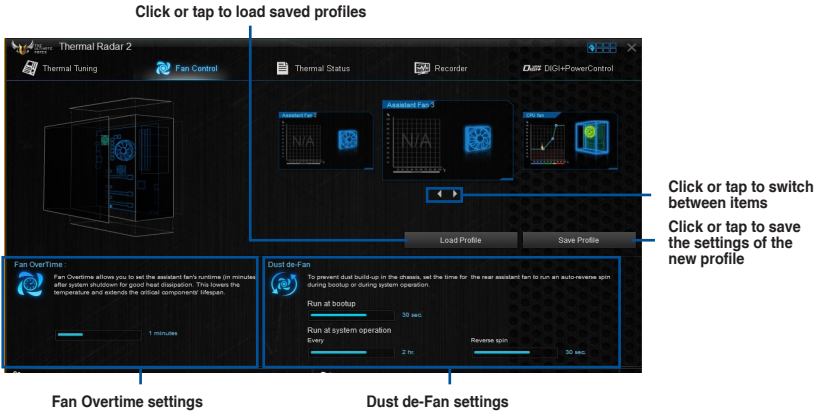 Click or tap to load saved profiles
THE ULTIMATE FORCE
Thermal Radar 2
Thermal Tuning
Fan Control
Thermal Status
Recorder
DIGI+PowerControl
Assistant Fan 2
N/A
Assistant Fan 3
N/A
CPU fan
Click or tap to switch
between items
Load Profile
Save Profile
Click or tap to save
the settings of the
new profile
Fan OverTime :
Fan Overtime allows you to set the assistant fan's runtime (in minutes
after system shutdown for good heat dissipation. This lowers the
temperature and extends the critical components' lifespan.
1 minutes
Dust de-Fan
To prevent dust build-up in the chassis, set the time for the rear assistant fan to run an auto-reverse spin
during bootup or during system operation.
Run at bootup
30 sec.
Run at system operation
Every
Reverse spin
2 hr.
30 sec.
Fan Overtime settings
Dust de-Fan settings